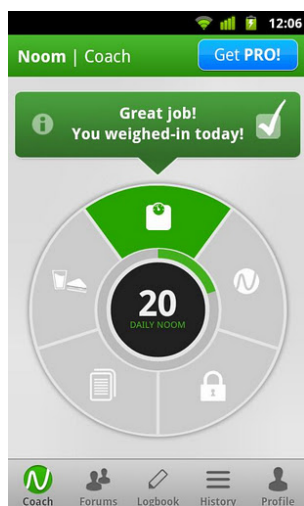 12:06
Noom | Coach
Get PRO!
Great job!
You weighed-in today!
20
DAILY NOOM
Coach
Forums
Logbook
History
Profile